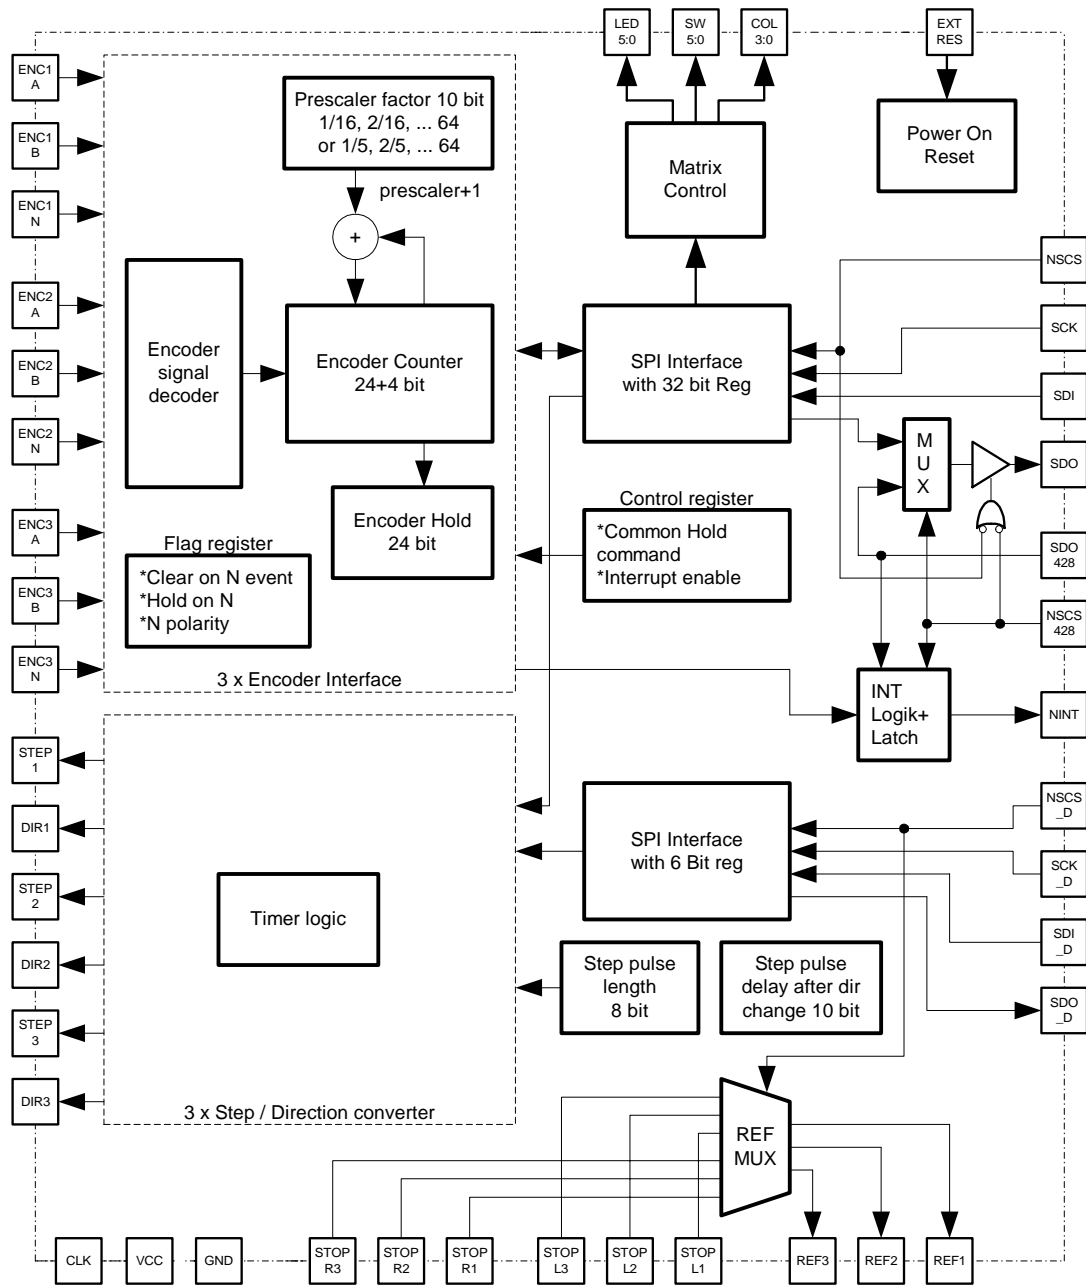 LED
5:0
SW
5:0
COL
3:0
EXT
RES
ENC1
A
ENC1
B
ENC1
N
ENC2
A
ENC2
B
ENC2
N
ENC3
A
ENC3
B
ENC3
N
Prescaler factor 10 bit
1/16, 2/16, ... 64
or 1/5, 2/5, ... 64
prescaler+1
+
Encoder
signal
decoder
Encoder Counter
24+4 bit
Encoder Hold
24 bit
Flag register
*Clear on N event
*Hold on N
*N polarity
3 x Encoder Interface
Matrix
Control
Power On
Reset
SPI Interface
with 32 bit Reg
Control register
*Common Hold
command
*Interrupt enable
M
U
X
INT
Logik+
Latch
NSCS
SCK
SDI
SDO
SDO
428
NSCS
428
NINT
STEP
1
DIR1
STEP
2
DIR2
STEP
3
DIR3
Timer logic
3 x Step / Direction converter
SPI Interface
with 6 Bit reg
Step pulse
length
8 bit
Step pulse
delay after dir
change 10 bit
NSCS
_D
SCK
_D
SDI
_D
SDO
_D
REF
MUX
CLK
VCC
GND
STOP
R3
STOP
R2
STOP
R1
STOP
L3
STOP
L2
STOP
L1
REF3
REF2
REF1